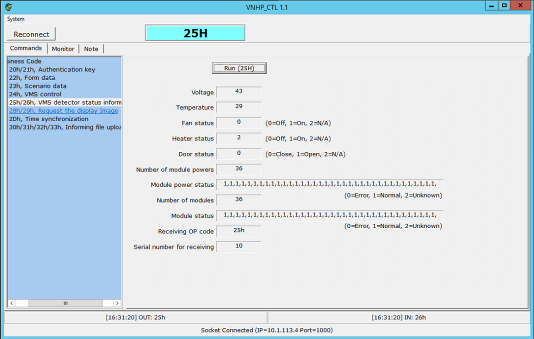 VNHP_CTL 1.1
System
Reconnect
25H
Commands Monitor Note
iness Code
20h/21h, Authentication key
22h, Form data
23h, Scenario data
24h, VMS control
25h/26h, VMS detector status inform
28h/29h, Request the display image
2Dh, Time synchronization
30h/31h/32h/33h, Informing file uploa
Run (25H)
Voltage 43
Temperature 29
Fan status 0 (0=Off, 1=On, 2=N/A)
Heater status 2 (0=Off, 1=On, 2=N/A)
Door status 0 (0=Close, 1=Open, 2=N/A)
Number of module powers 36
Module power status 1,1,1,1,1,1,1,1,1,1,1,1,1,1,1,1,1,1,1,1,1,1,1,1,1,1,1,1,1,1,1,1,1,1,1,1,
(0=Error, 1=Normal, 2=Unknown)
Number of modules 36
Module status 1,1,1,1,1,1,1,1,1,1,1,1,1,1,1,1,1,1,1,1,1,1,1,1,1,1,1,1,1,1,1,1,1,1,1,1,
(0=Error, 1=Normal, 2=Unknown)
Receiving OP code 25h
Serial number for receiving 10
[16:31:20] OUT: 25h [16:31:20] IN: 26h
Socket Connected (IP=10.1.113.4 Port=1000)